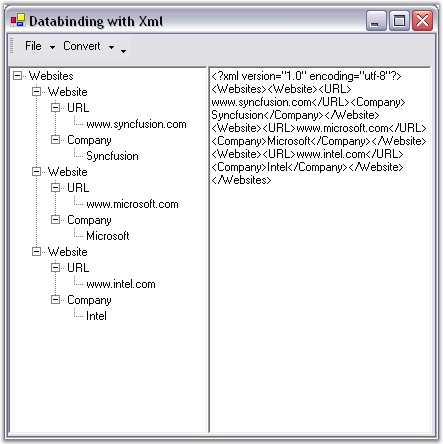 Databinding with Xml
File Convert
Websites
Website
URL
www.syncfusion.com
Company
Syncfusion
Website
URL
www.microsoft.com
Company
Microsoft
Website
URL
www.intel.com
Company
Intel
<?xml version="1.0" encoding="utf-8"?>
<Websites><Website><URL>
www.syncfusion.com</URL><Company>
Syncfusion</Company></Website>
<Website><URL>www.microsoft.com</URL>
<Company>Microsoft</Company></Website>
<Website><URL>www.intel.com</URL>
<Company>Intel</Company></Website>
</Websites>